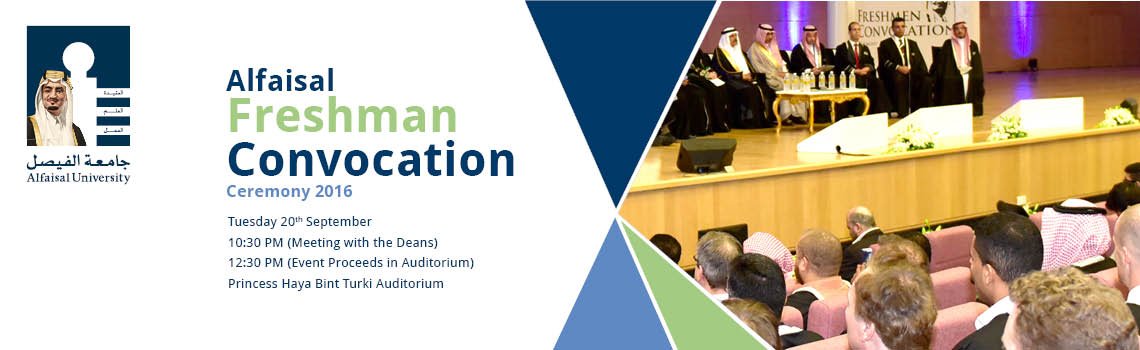 العقيدة
العلم
العمل
جامعة الفيصل
Alfaisal University
Alfaisal
Freshman
Convocation
Ceremony 2016
Tuesday 20th September
10:30 PM (Meeting with the Deans)
12:30 PM (Event Proceeds in Auditorium)
Princess Haya Bint Turki Auditorium
FRESHMEN
CONVOCATION